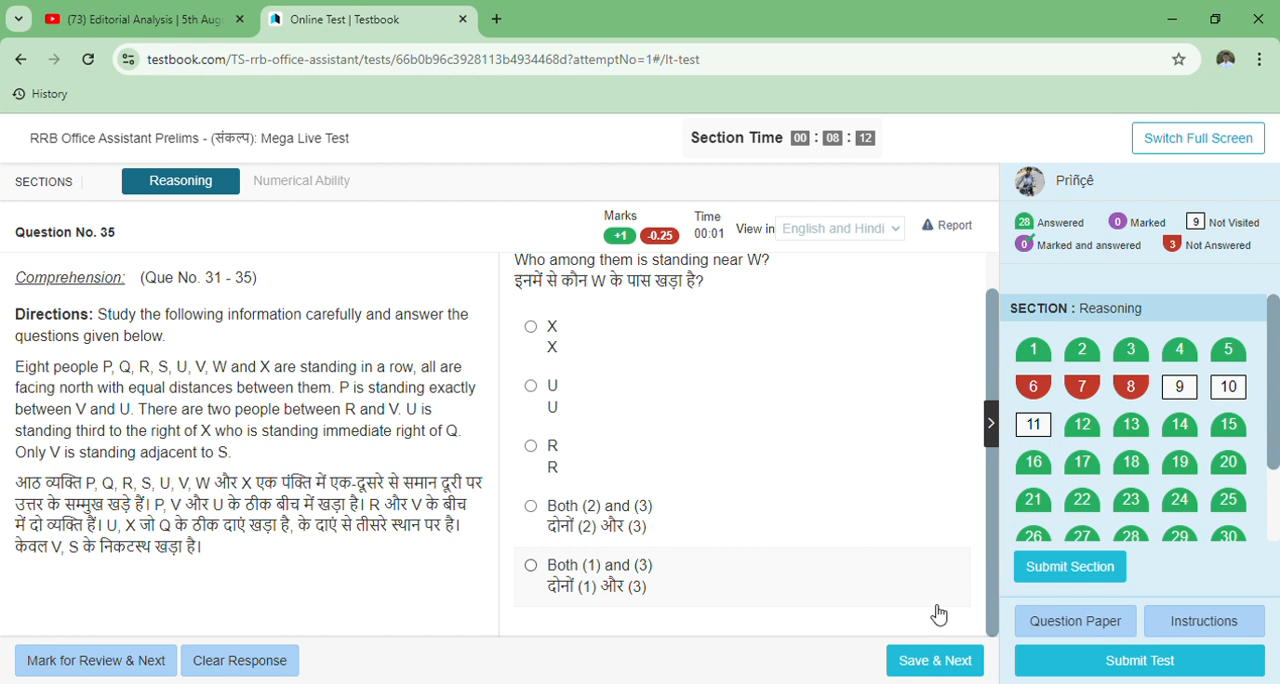 (73) Editorial Analysis | 5th Aug
Online Test | Testbook
testbook.com/TS-rrb-office-assistant/tests/66b0b96c3928113b4934468d?attemptNo=1#/lt-test
History
RRB Office Assistant Prelims - (संकल्प): Mega Live Test
Section Time 00 : 08 : 12
Switch Full Screen
SECTIONS Reasoning Numerical Ability
Prïñçê
Question No. 35
Marks
+1 -0.25
Time
00:01
View in English and Hindi
Report
28 Answered 0 Marked 9 Not Visited
0 Marked and answered 3 Not Answered
Comprehension: (Que No. 31 - 35)
Directions: Study the following information carefully and answer the
questions given below.
Eight people P, Q, R, S, U, V, W and X are standing in a row, all are
facing north with equal distances between them. P is standing exactly
between V and U. There are two people between R and V. U is
standing third to the right of X who is standing immediate right of Q.
Only V is standing adjacent to S.
आठ व्यक्ति P, Q, R, S, U, V, W और X एक पंक्ति में एक-दूसरे से समान दूरी पर
उत्तर के सम्मुख खड़े हैं। P, V और U के ठीक बीच में खड़ा है। R और V के बीच
में दो व्यक्ति हैं। U, X जो Q के ठीक दाएं खड़ा है, के दाएं से तीसरे स्थान पर है।
केवल V, S के निकटस्थ खड़ा है।
Who among them is standing near W?
इनमें से कौन W के पास खड़ा है?
X
X
U
U
R
R
Both (2) and (3)
दोनों (2) और (3)
Both (1) and (3)
दोनों (1) और (3)
SECTION : Reasoning
1 2 3 4 5
6 7 8 9 10
11 12 13 14 15
16 17 18 19 20
21 22 23 24 25
26 27 28 29 30
Submit Section
Question Paper Instructions
Mark for Review & Next Clear Response Save & Next Submit Test